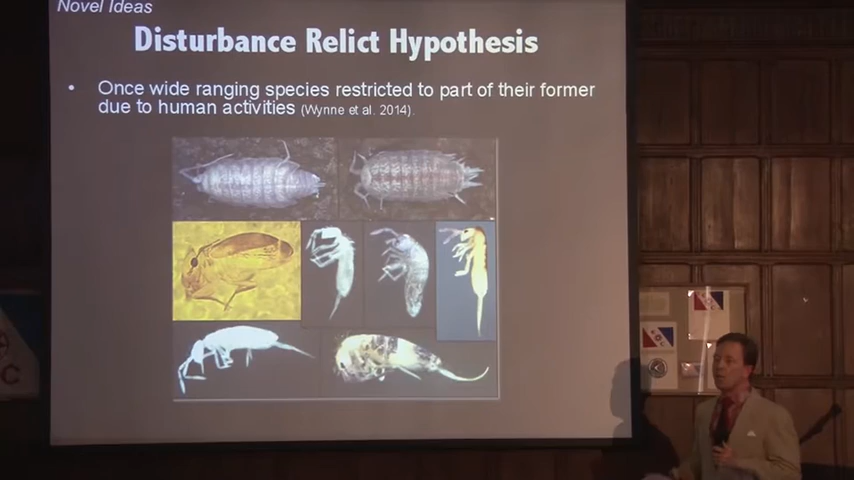 Novel Ideas
Disturbance Relict Hypothesis
• Once wide ranging species restricted to part of their former
due to human activities (Wynne et al. 2014).